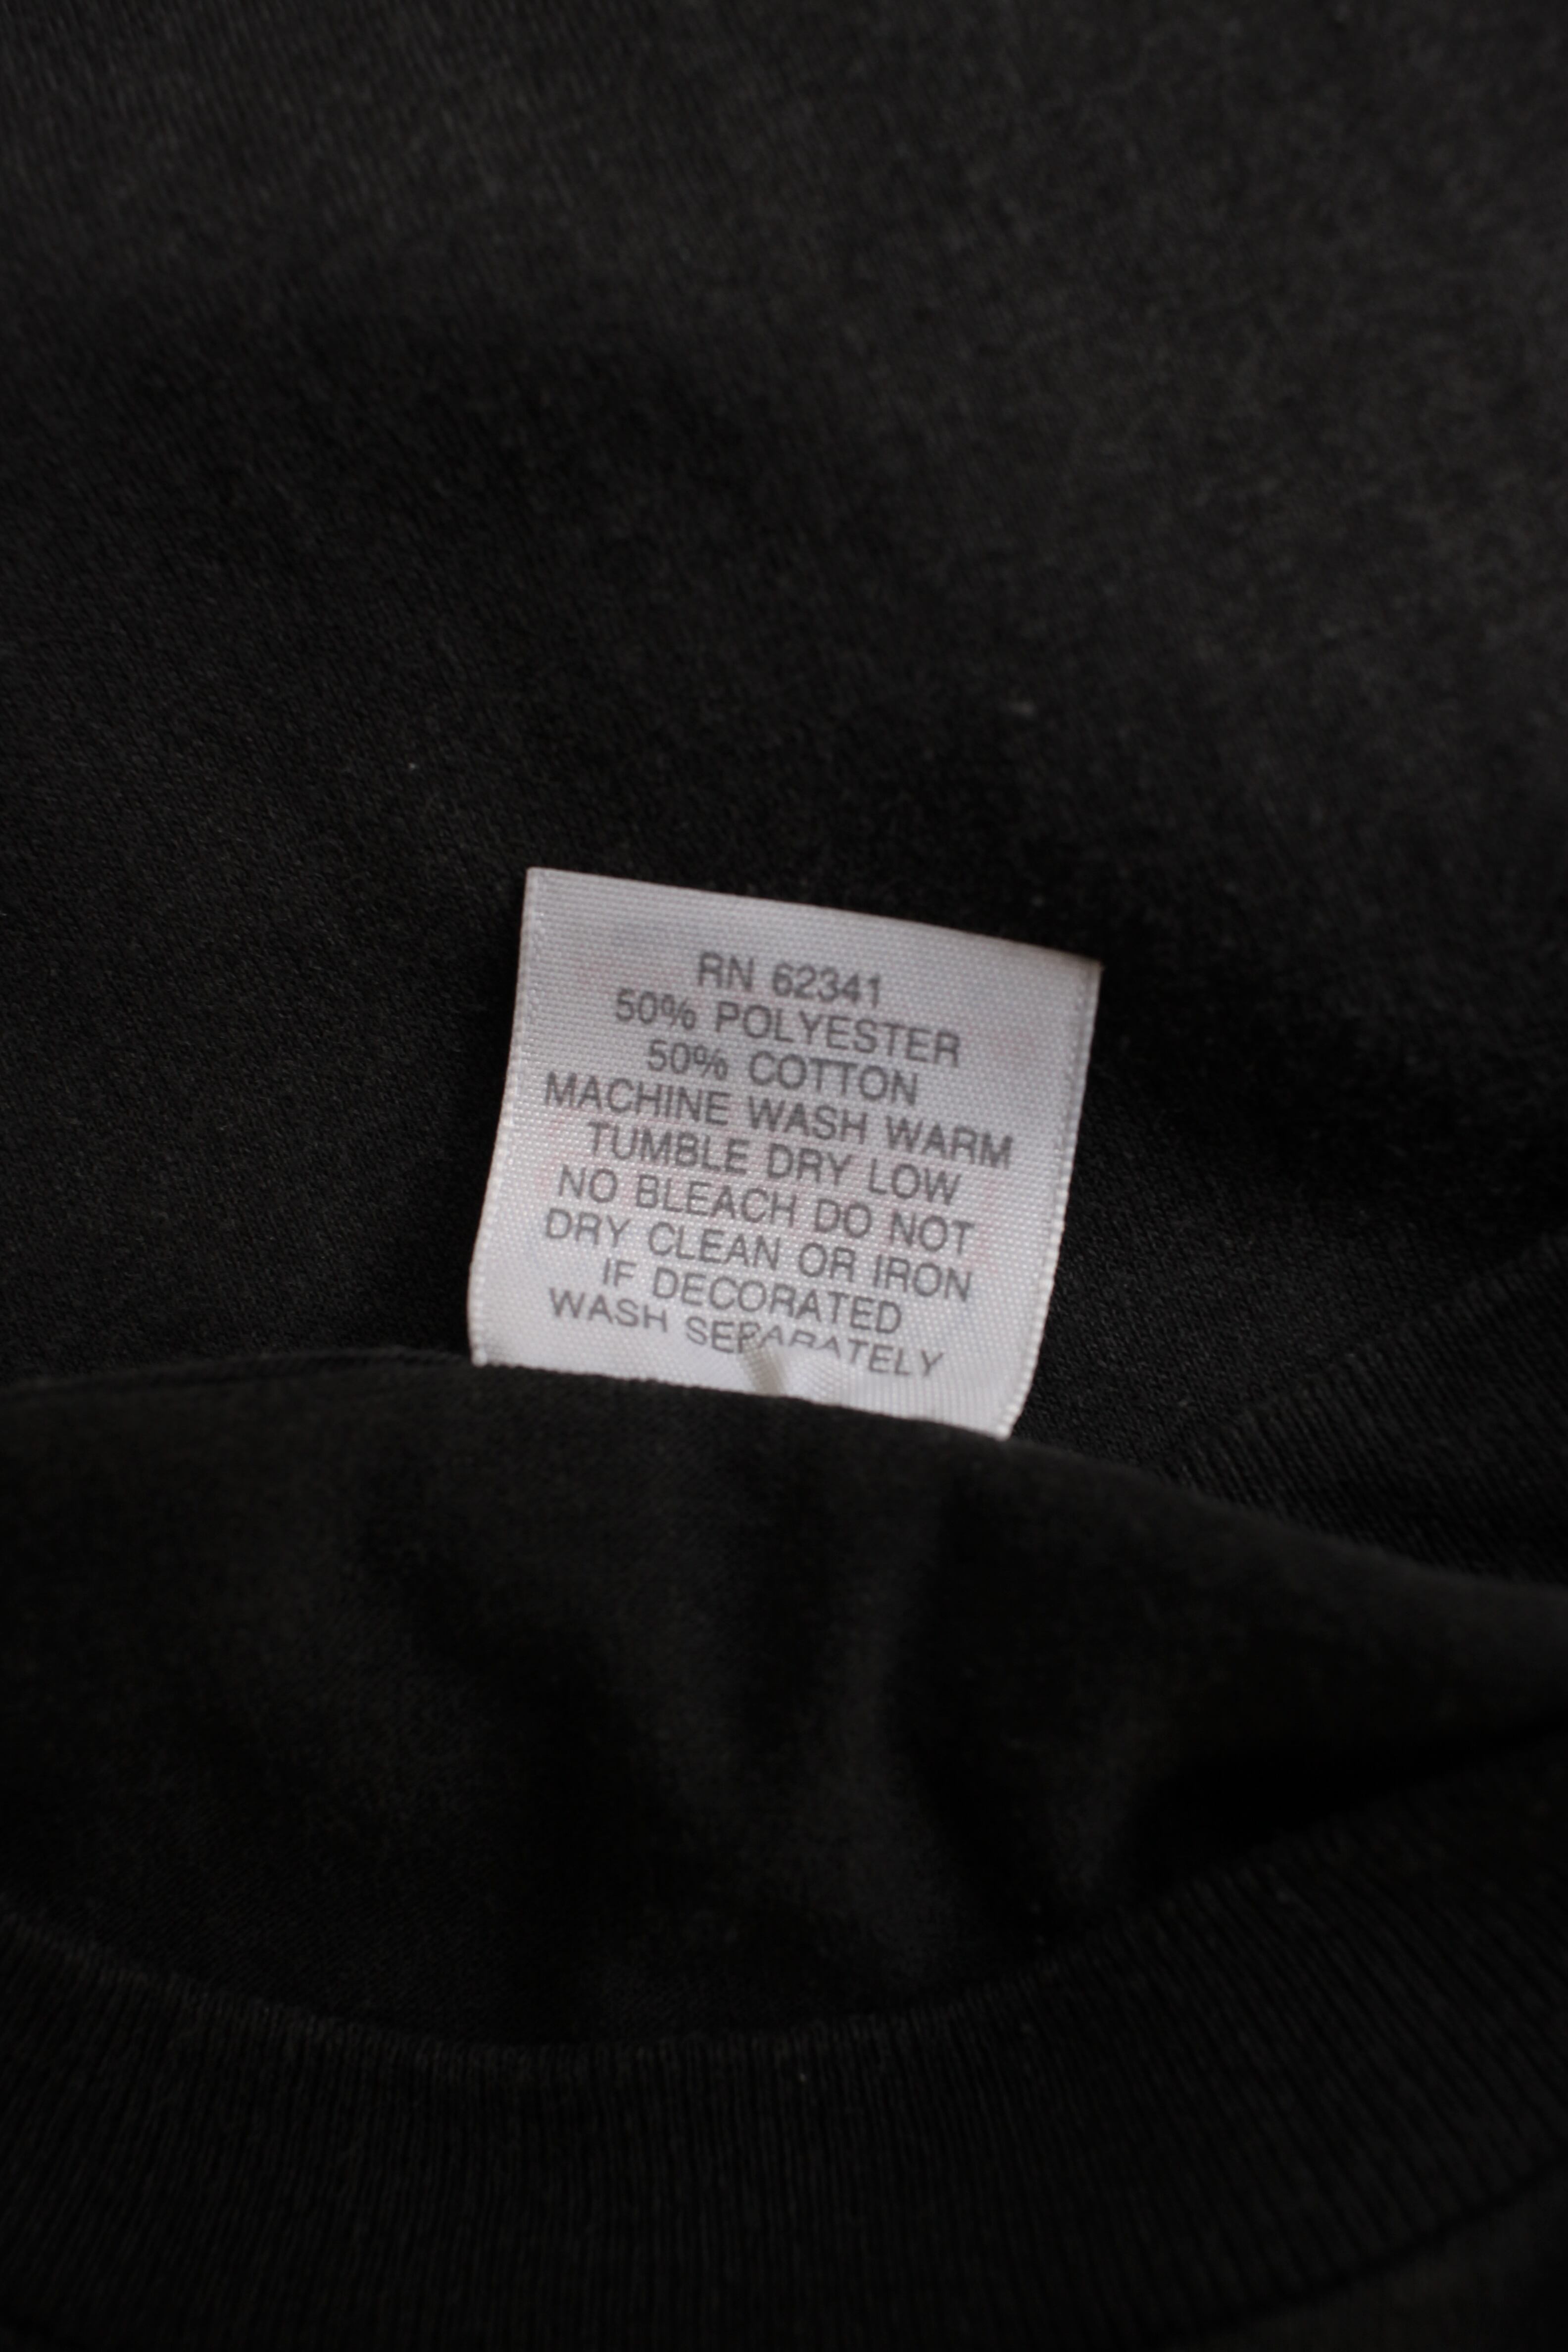 RN 62341
50% POLYESTER
50% COTTON
MACHINE WASH WARM
TUMBLE DRY LOW
NO BLEACH DO NOT
DRY CLEAN OR IRON
IF DECORATED
WASH SEPARATELY